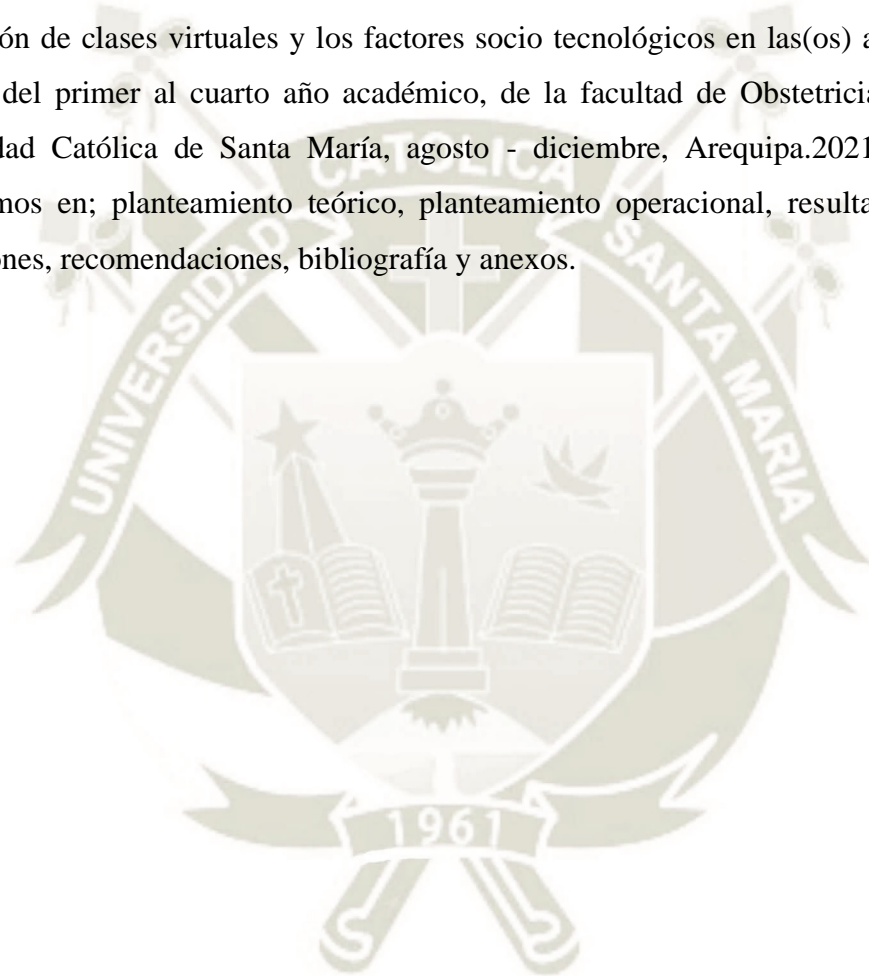 ón de clases virtuales y los factores socio tecnológicos en las(os) a
del primer al cuarto año académico, de la facultad de Obstetricia
dad Católica de Santa María, agosto - diciembre, Arequipa.2021
mos en; planteamiento teórico, planteamiento operacional, resulta
ones, recomendaciones, bibliografía y anexos.
UNIVERSIDAD CATOLICA SANTA MARIA
1961